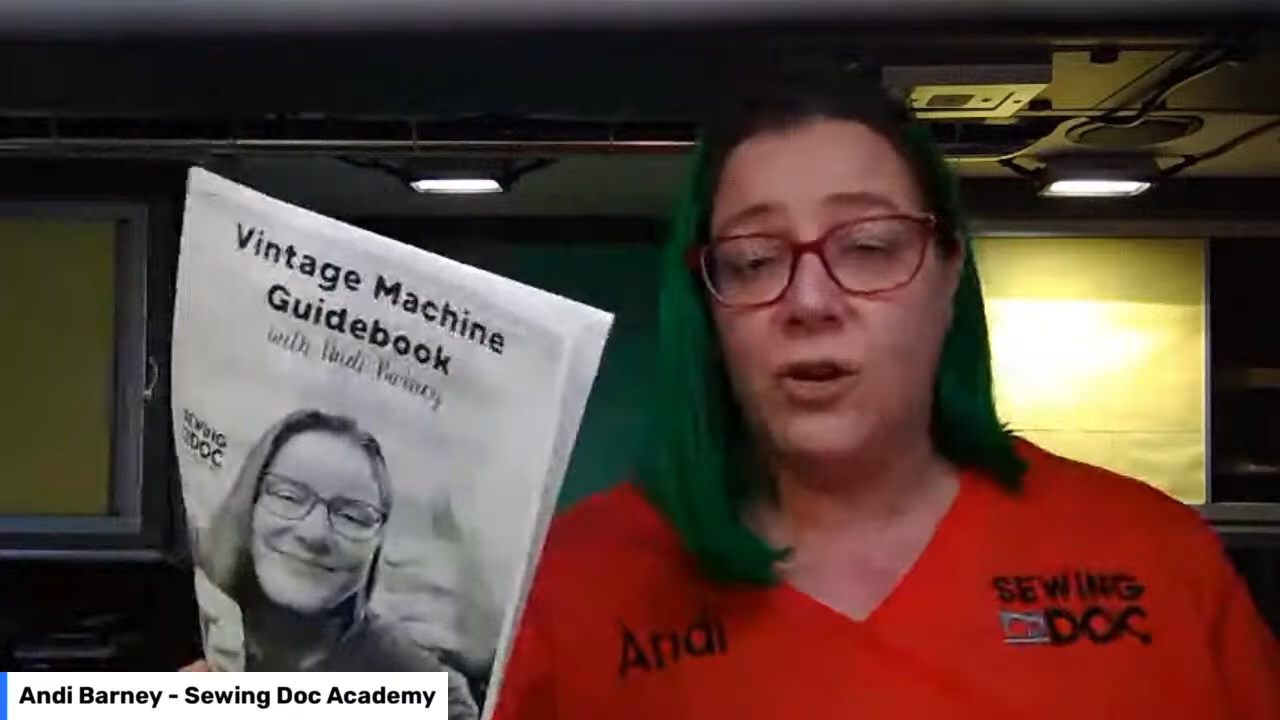 Vintage Machine
Guidebook
with Andi Barney
SEWING
DOC
Andi
SEWING
DOC
Andi Barney - Sewing Doc Academy